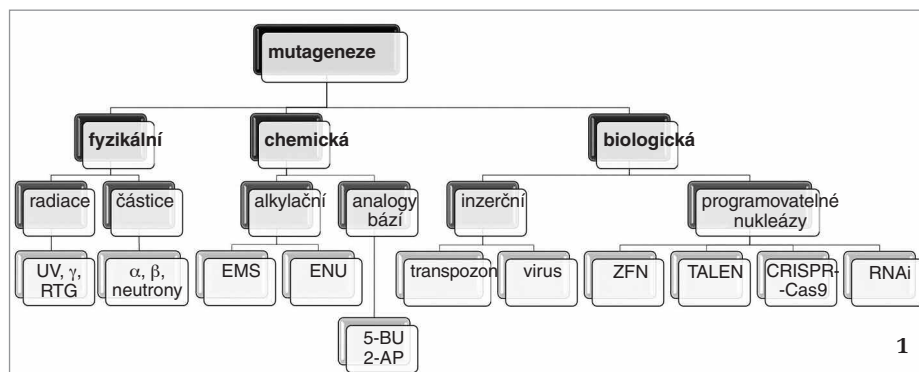 mutageneze
fyzikální
chemická
biologická
radiace
částice
alkylační
analogy
bází
inzerční
programovatelné
nukleázy
UV, γ,
RTG
α, β,
neutrony
EMS
ENU
transpozon
virus
ZFN
TALEN
CRISPR-
-Cas9
RNAi
5-BU
2-AP
1